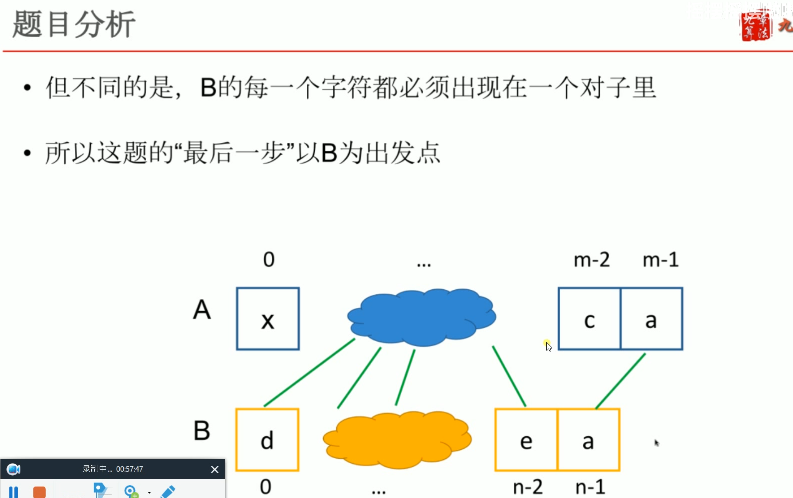 题目分析
• 但不同的是，B的每一个字符都必须出现在一个对子里
• 所以这题的“最后一步”以B为出发点
0 ... m-2 m-1
A x c a
B d e a
0 ... n-2 n-1
00:57:47